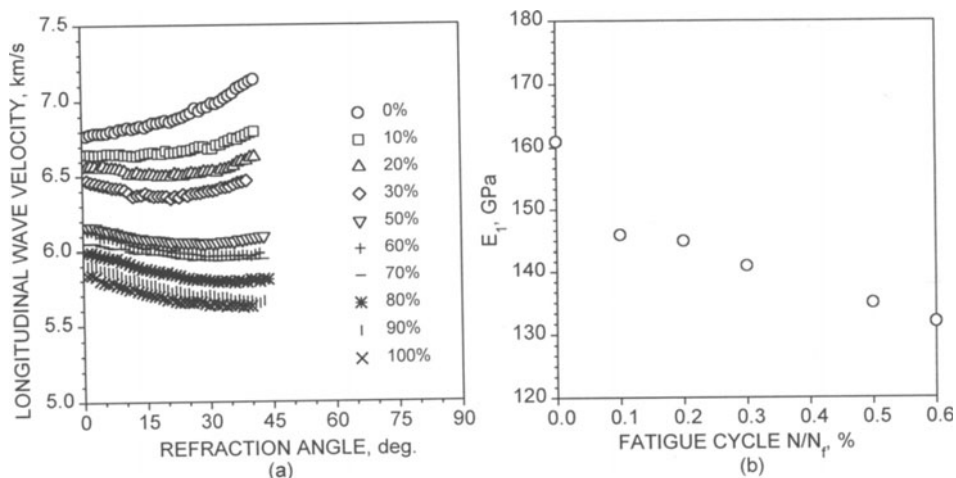 LONGITUDINAL WAVE VELOCITY, km/s
7.5
7.0
6.5
6.0
5.5
5.0
0%
10%
20%
30%
50%
60%
70%
80%
90%
100%
0 15 30 45 60 75 90
REFRACTION ANGLE, deg.
(a)
E1, GPa
180
170
160
150
140
130
120
0.0 0.1 0.2 0.3 0.4 0.5 0.6
FATIGUE CYCLE N/Nf, %
(b)